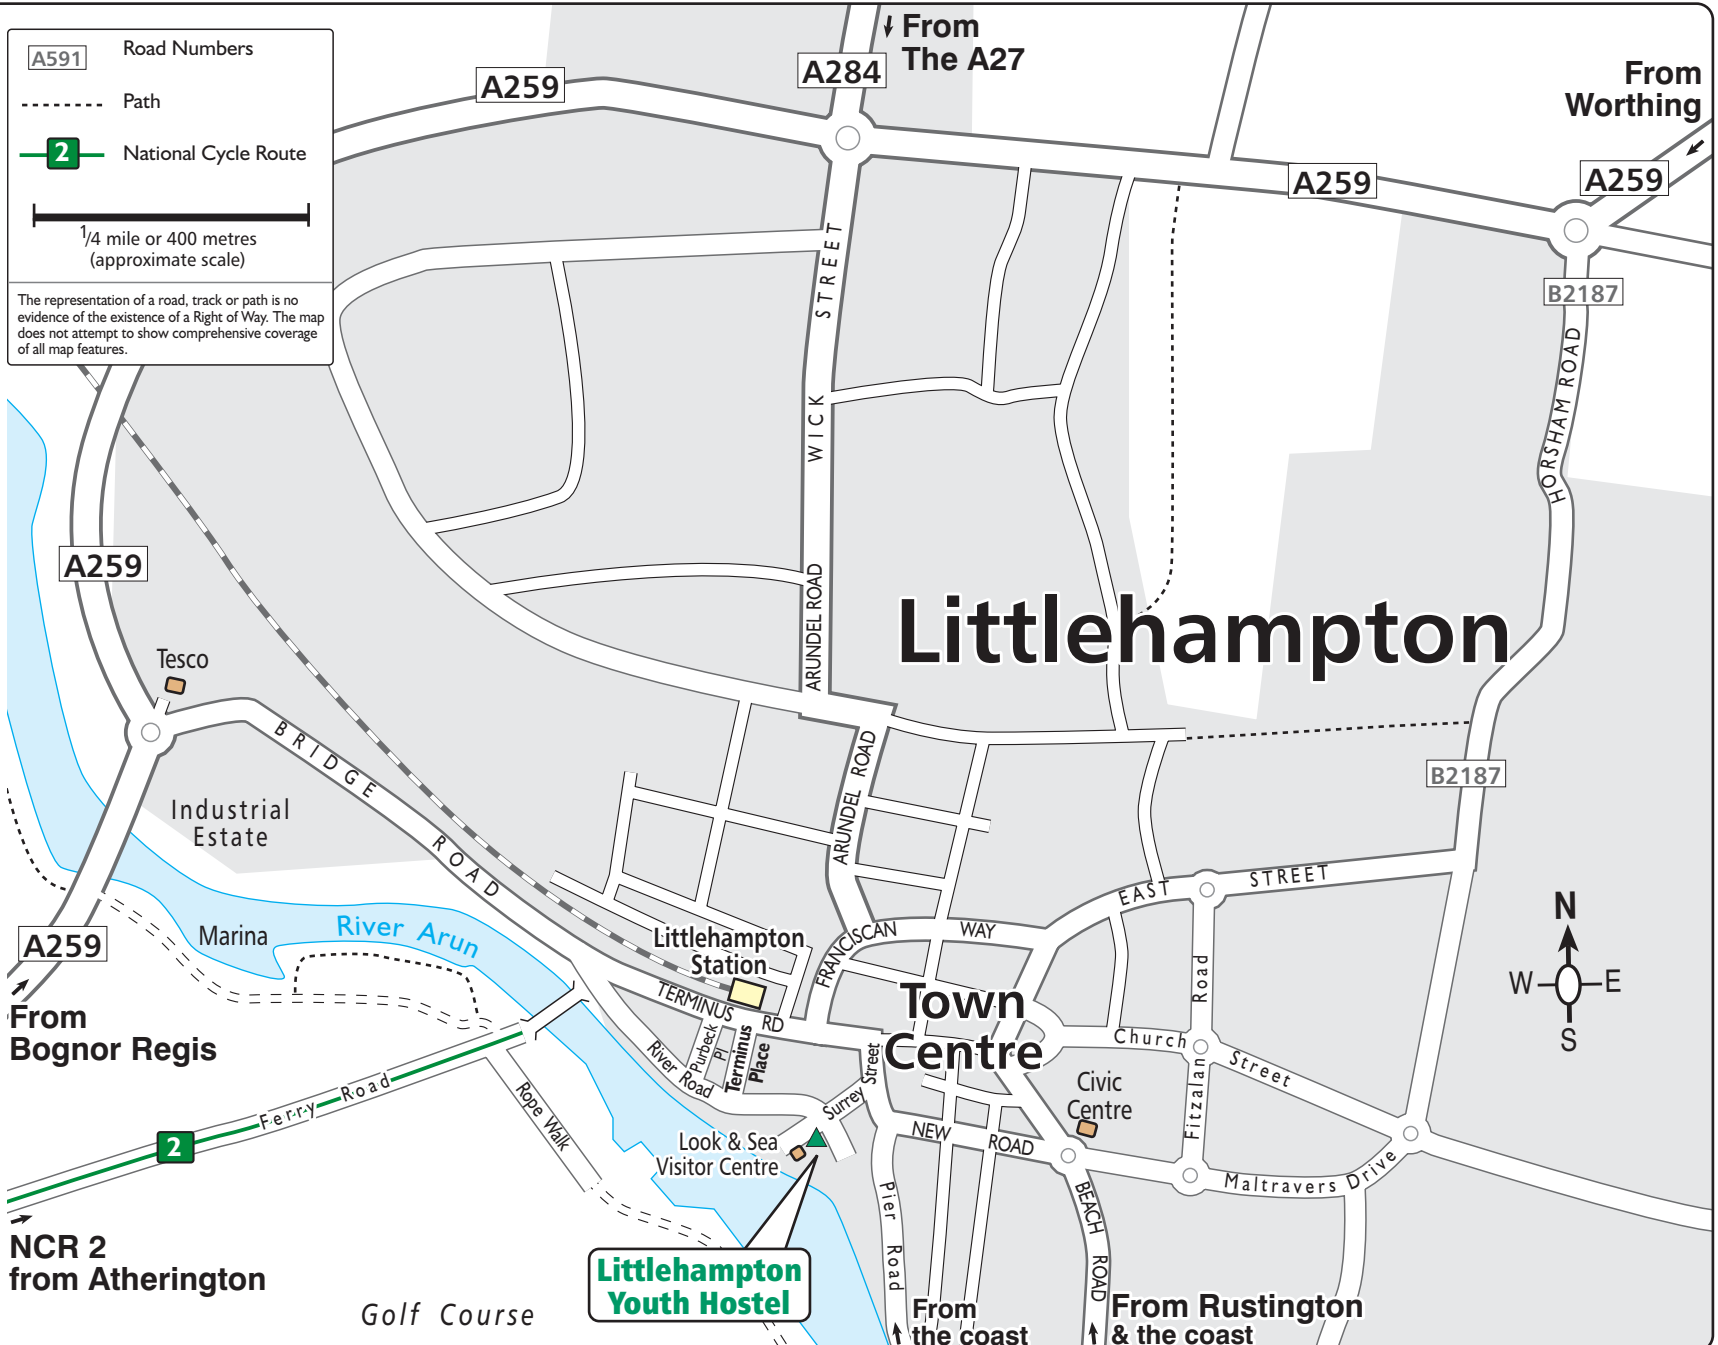 A591
Road Numbers
Path
2
National Cycle Route
1/4 mile or 400 metres
(approximate scale)
The representation of a road, track or path is no
evidence of the existence of a Right of Way. The map
does not attempt to show comprehensive coverage
of all map features.
From
The A27
A284
A259
From
Worthing
A259
A259
B2187
HORSHAM ROAD
WICK STREET
A259
ARUNDEL ROAD
Littlehampton
Tesco
BRIDGE ROAD
ARUNDEL ROAD
B2187
Industrial
Estate
EAST STREET
A259
Marina
River Arun
Littlehampton
Station
FRANCISCAN WAY
N
W
E
S
From
Bognor Regis
TERMINUS RD
Town
Centre
Road
Fitzalan
Church Street
River Road
Purbeck
Pl
Terminus
Place
Surrey Street
Civic
Centre
Ferry Road
2
Rope Walk
Look & Sea
Visitor Centre
NEW ROAD
Maltravers Drive
Pier Road
BEACH ROAD
NCR 2
from Atherington
Golf Course
Littlehampton
Youth Hostel
From
the coast
From Rustington
& the coast